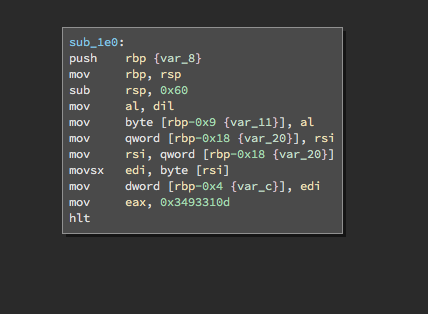 sub_1e0:
push    rbp {var_8}
mov     rbp, rsp
sub     rsp, 0x60
mov     al, dil
mov     byte [rbp-0x9 {var_11}], al
mov     qword [rbp-0x18 {var_20}], rsi
mov     rsi, qword [rbp-0x18 {var_20}]
movsx   edi, byte [rsi]
mov     dword [rbp-0x4 {var_c}], edi
mov     eax, 0x3493310d
hlt